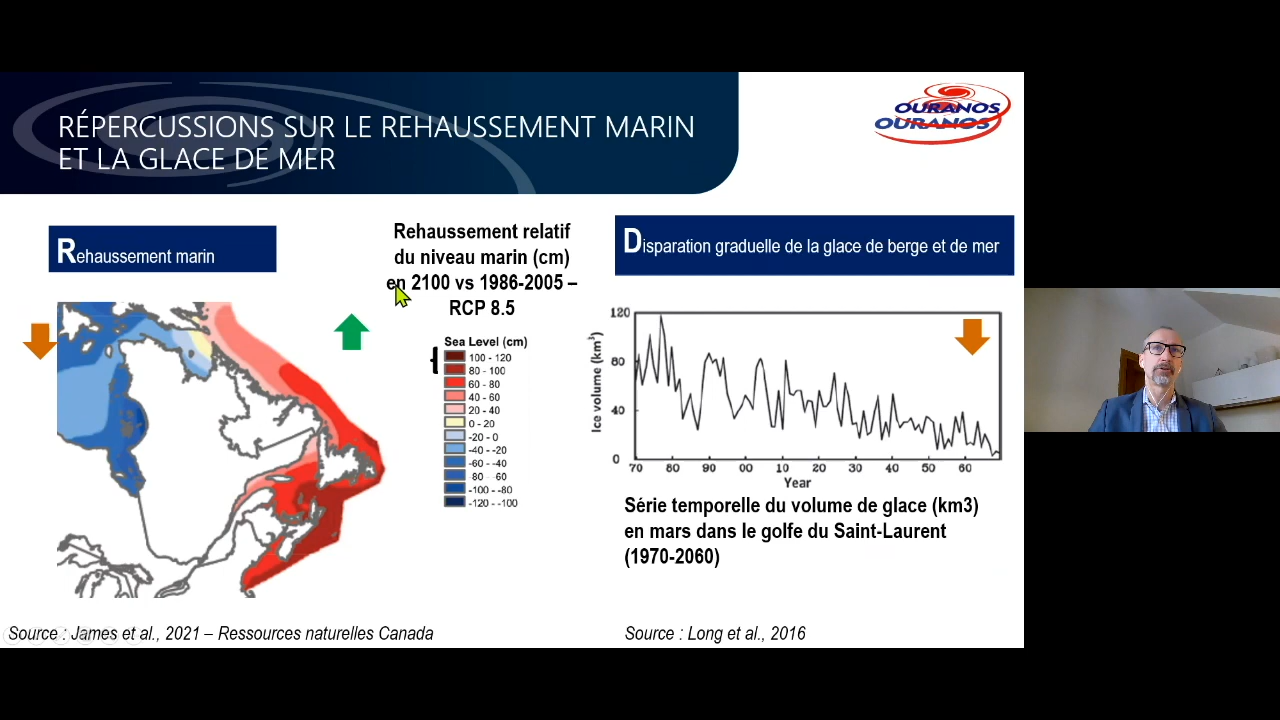 RÉPERCUSSIONS SUR LE REHAUSSEMENT MARIN
ET LA GLACE DE MER
OURANOS
OURANOS
Rehaussement marin
Rehaussement relatif
du niveau marin (cm)
en 2100 vs 1986-2005 –
RCP 8.5
Sea Level (cm)
100 - 120
80 - 100
60 - 80
40 - 60
20 - 40
0 - 20
-20 - 0
-40 - -20
-60 - -40
80 60
-100 - -80
-120 - -100
Source : James et al., 2021 – Ressources naturelles Canada
Disparation graduelle de la glace de berge et de mer
120
80
40
0
Ice volume (km³)
70 80 90 00 10 20 30 40 50 60
Year
Série temporelle du volume de glace (km3)
en mars dans le golfe du Saint-Laurent
(1970-2060)
Source : Long et al., 2016